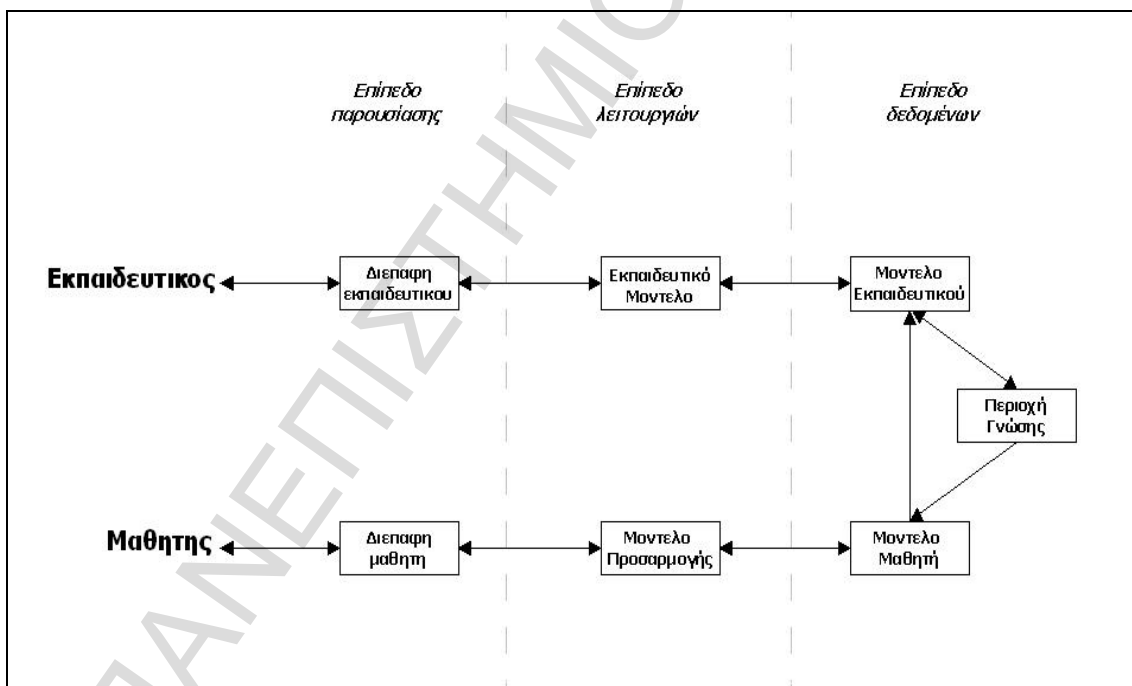 Επίπεδο
παρουσίασης
Επίπεδο
λειτουργιών
Επίπεδο
δεδομένων
Εκπαιδευτικος
Διεπαφη
εκπαιδευτικου
Εκπαιδευτικό
Μοντελο
Μοντελο
Εκπαιδευτικού
Περιοχή
Γνώσης
Μαθητης
Διεπαφη
μαθητη
Μοντελο
Προσαρμογής
Μοντελο
Μαθητή
ΠΑΝΕΠΙΣΤΗΜΙΟ